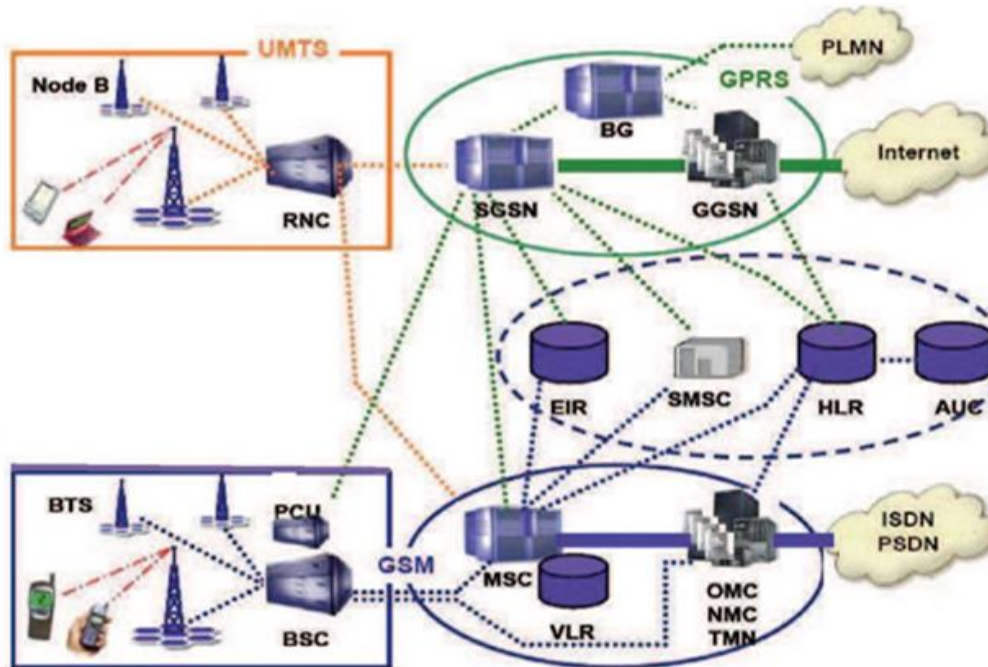 UMTS
Node B
RNC
PLMN
GPRS
BG
SGSN
GGSN
Internet
EIR
SMSC
HLR
AUC
BTS
PCU
BSC
GSM
MSC
VLR
OMC
NMC
TMN
ISDN
PSDN